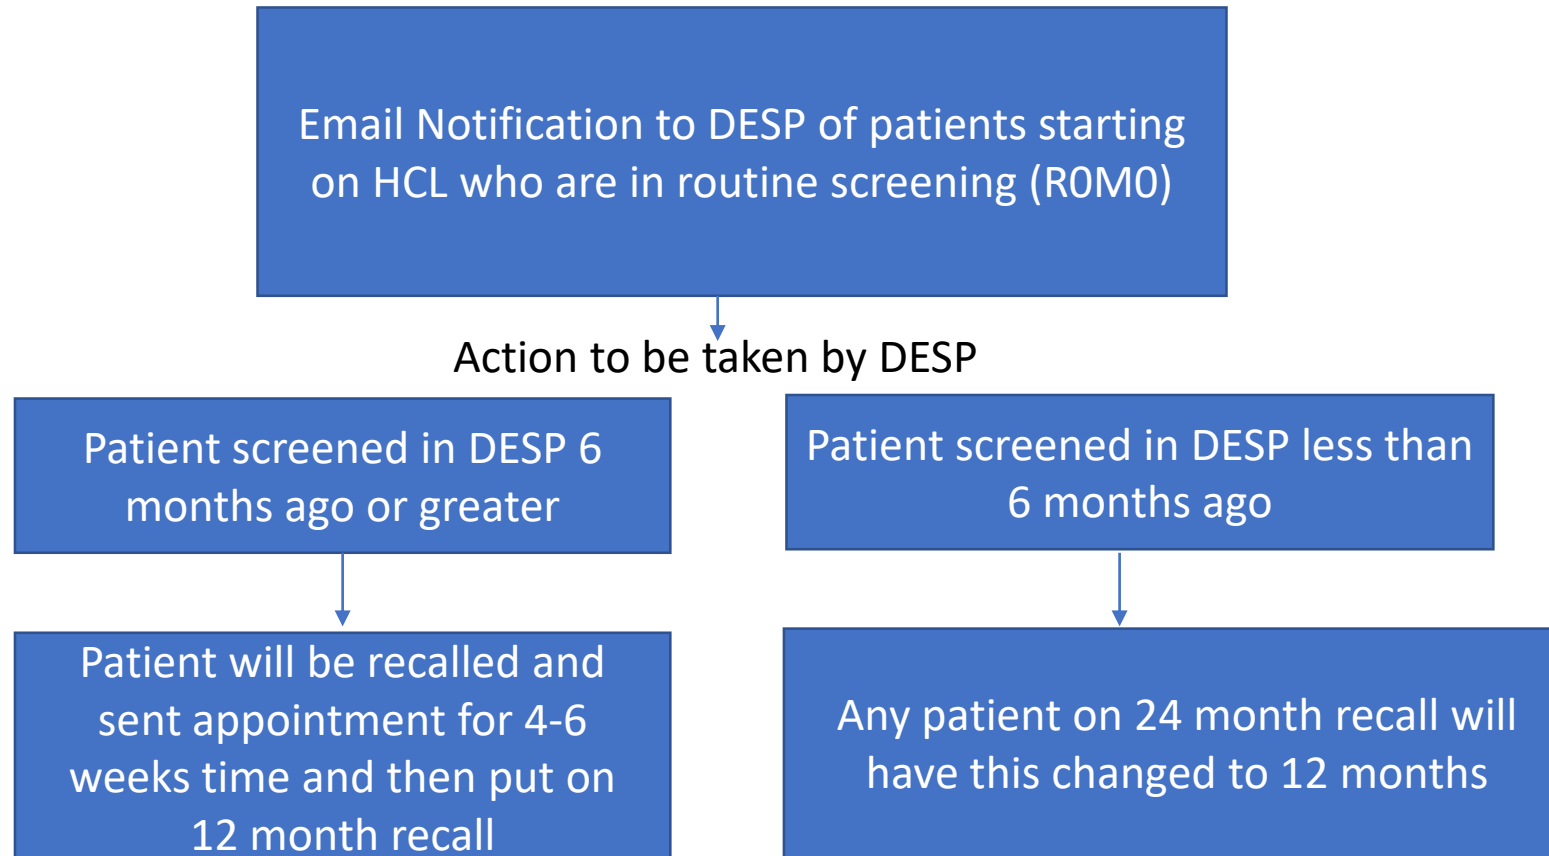 Email Notification to DESP of patients starting
on HCL who are in routine screening (R0M0)
Action to be taken by DESP
Patient screened in DESP 6
months ago or greater
Patient screened in DESP less than
6 months ago
Patient will be recalled and
sent appointment for 4-6
weeks time and then put on
12 month recall
Any patient on 24 month recall will
have this changed to 12 months